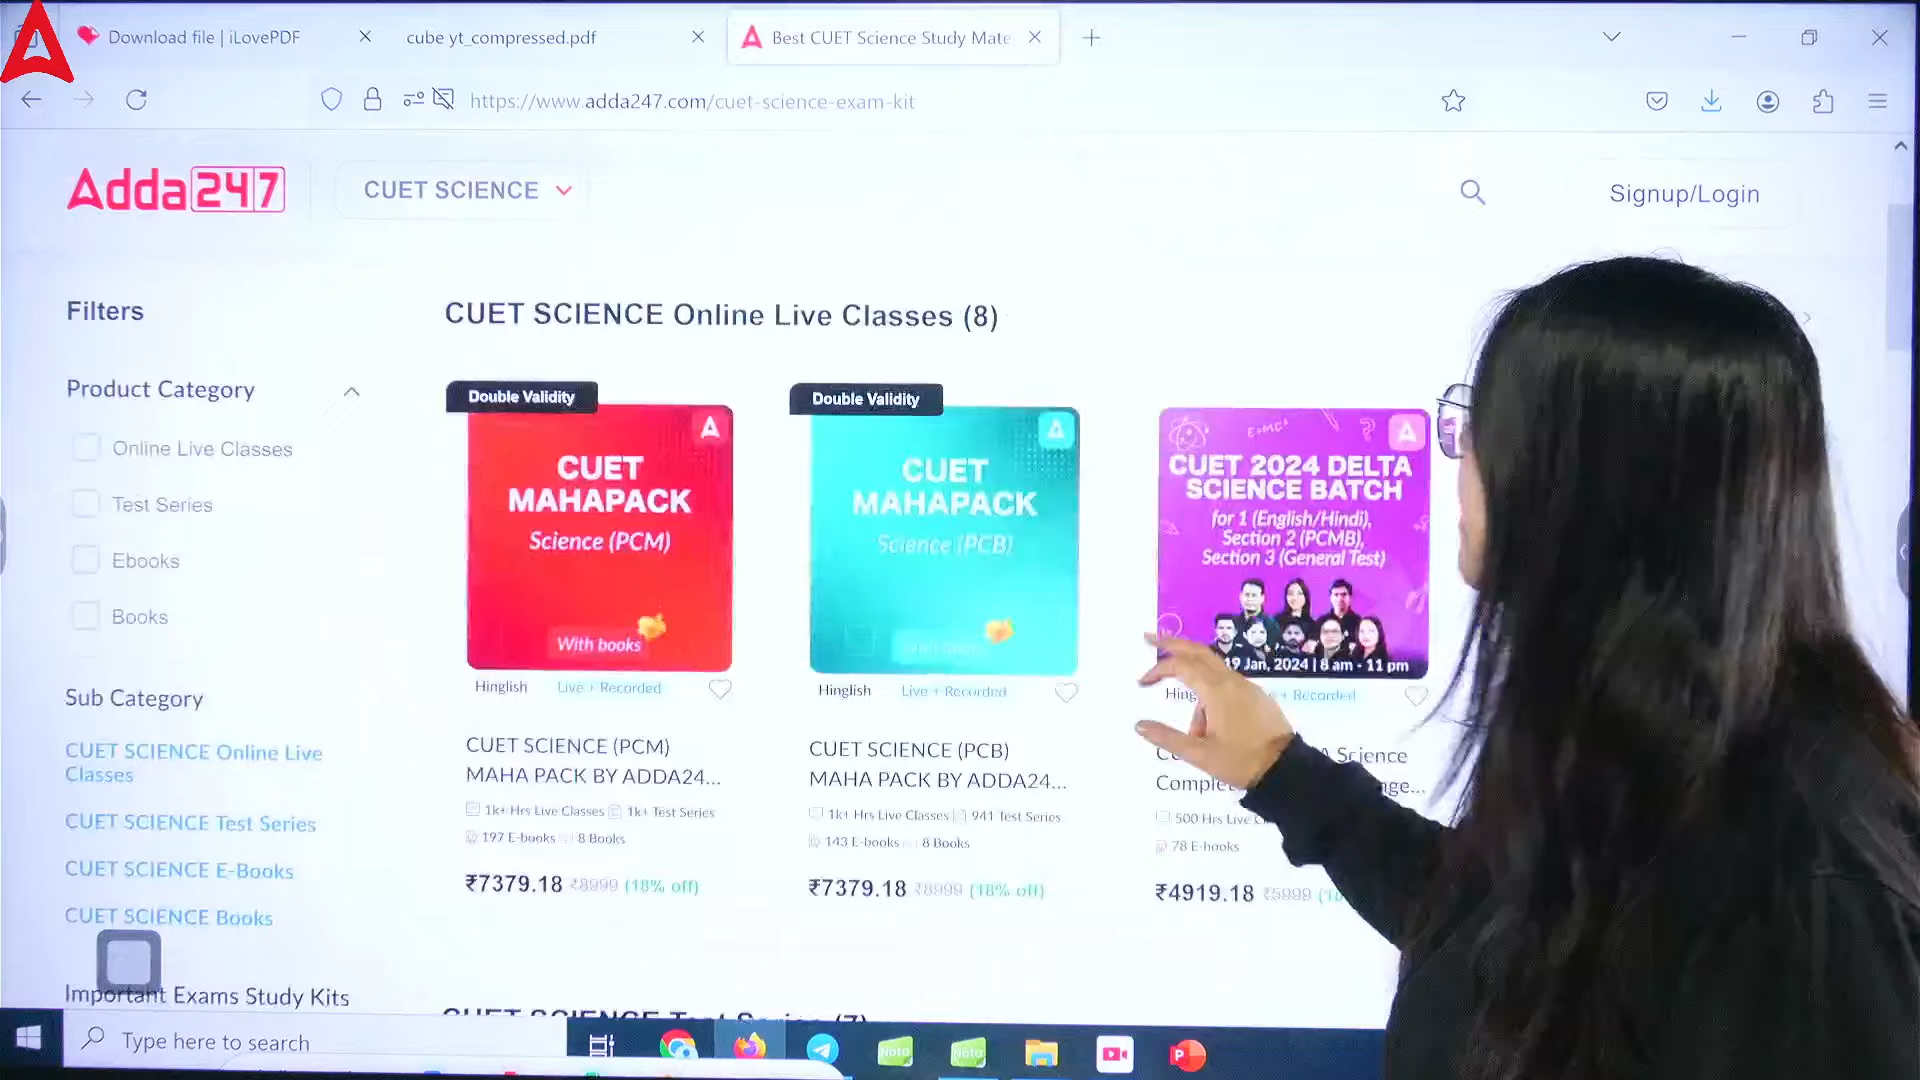 Download file | iLovePDF
cube yt_compressed.pdf
Best CUET Science Study Mate
https://www.adda247.com/cuet-science-exam-kit
Adda247
CUET SCIENCE
Signup/Login
Filters
Product Category
Online Live Classes
Test Series
Ebooks
Books
Sub Category
CUET SCIENCE Online Live
Classes
CUET SCIENCE Test Series
CUET SCIENCE E-Books
CUET SCIENCE Books
Important Exams Study Kits
CUET SCIENCE Online Live Classes (8)
Double Validity
CUET
MAHAPACK
Science (PCM)
With books
Hinglish Live + Recorded
CUET SCIENCE (PCM)
MAHA PACK BY ADDA24...
1k+ Hrs Live Classes 1k+ Test Series
197 E-books 8 Books
₹7379.18 ₹8999 (18% off)
Double Validity
CUET
MAHAPACK
Science (PCB)
Hinglish Live + Recorded
CUET SCIENCE (PCB)
MAHA PACK BY ADDA24...
1k+ Hrs Live Classes 941 Test Series
143 E-books 8 Books
₹7379.18 ₹8999 (18% off)
E=MC²
CUET 2024 DELTA
SCIENCE BATCH
for 1 (English/Hindi),
Section 2 (PCMB),
Section 3 (General Test)
19 Jan, 2024 | 8 am - 11 pm
Recorded
Science
500 Hrs Live
78 E-books
₹4919.18 ₹5999
CUET SCIENCE Test Series (7)
Type here to search
Note
Note